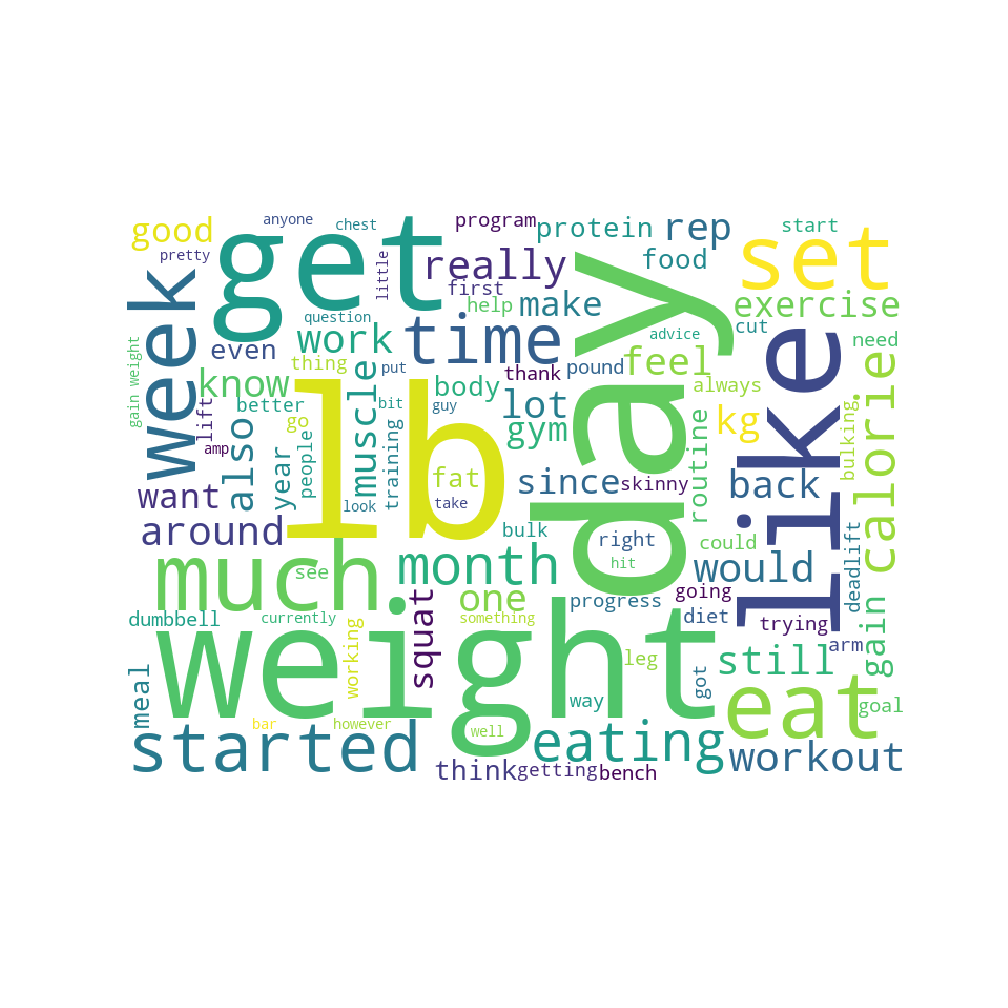 good
anyone
chest
program
protein
rep
start
pretty
get
little
really
food
set
week
first
day
like
question
help
make
exercise
gain weight
even
work
time
advice
cut
need
know
thing
put
thank
pound
feel
always
calorie
lift
better
also
bit
guy
body
lot
kg
bulking
amp
go
people
year
muscle
training
lb
fat
gym
routine
want
look
take
since
skinny
back
around
bulk
right
could
deadlift
much
see
month
hit
would
gain
dumbbell
currently
squat
one
progress
going
diet
trying
arm
weight
something
meal
working
leg
still
way
got
eat
goal
started
bar
however
well
eating
workout
think
getting
bench